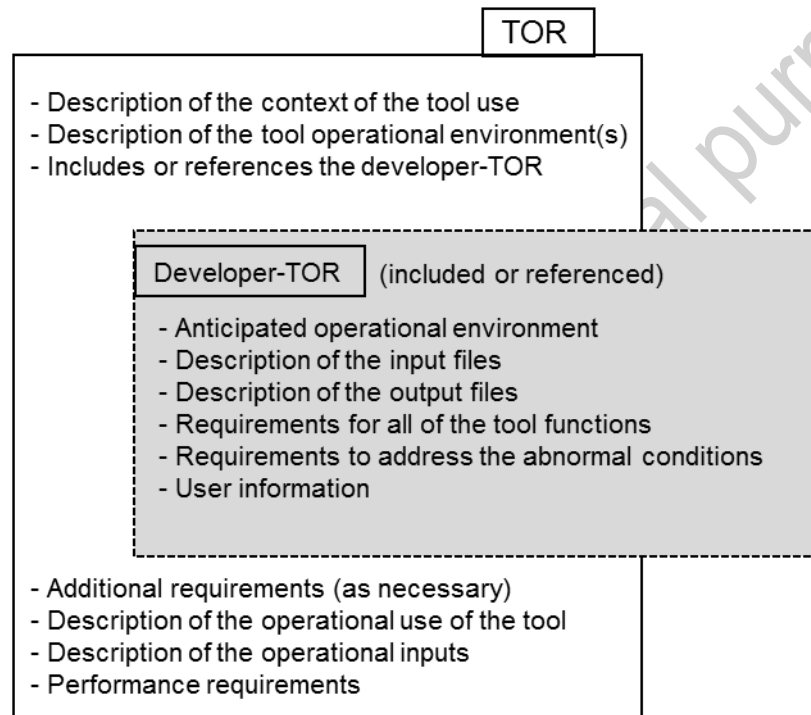 TOR
- Description of the context of the tool use
- Description of the tool operational environment(s)
- Includes or references the developer-TOR
Developer-TOR (included or referenced)
- Anticipated operational environment
- Description of the input files
- Description of the output files
- Requirements for all of the tool functions
- Requirements to address the abnormal conditions
- User information
- Additional requirements (as necessary)
- Description of the operational use of the tool
- Description of the operational inputs
- Performance requirements